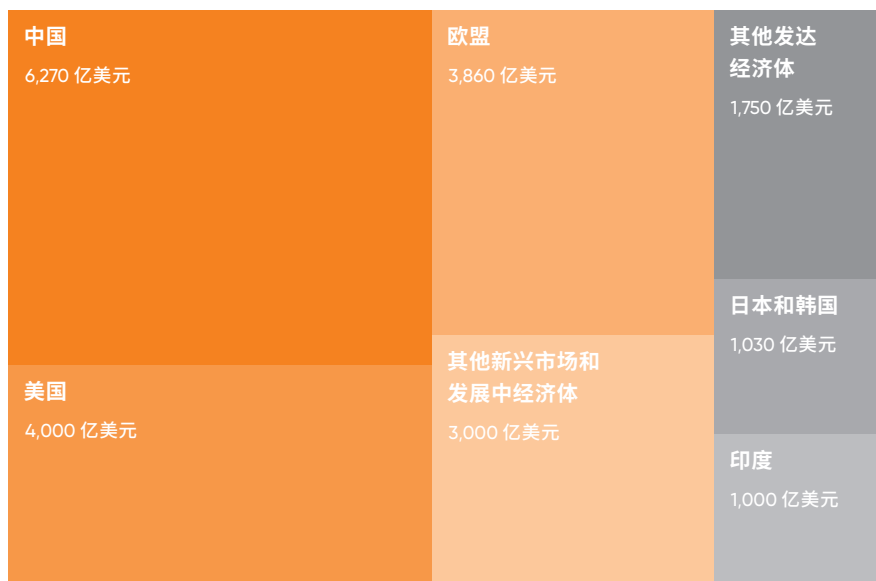 中国
6,270 亿美元
美国
4,000 亿美元
欧盟
3,860 亿美元
其他新兴市场和
发展中经济体
3,000 亿美元
其他发达
经济体
1,750 亿美元
日本和韩国
1,030 亿美元
印度
1,000 亿美元